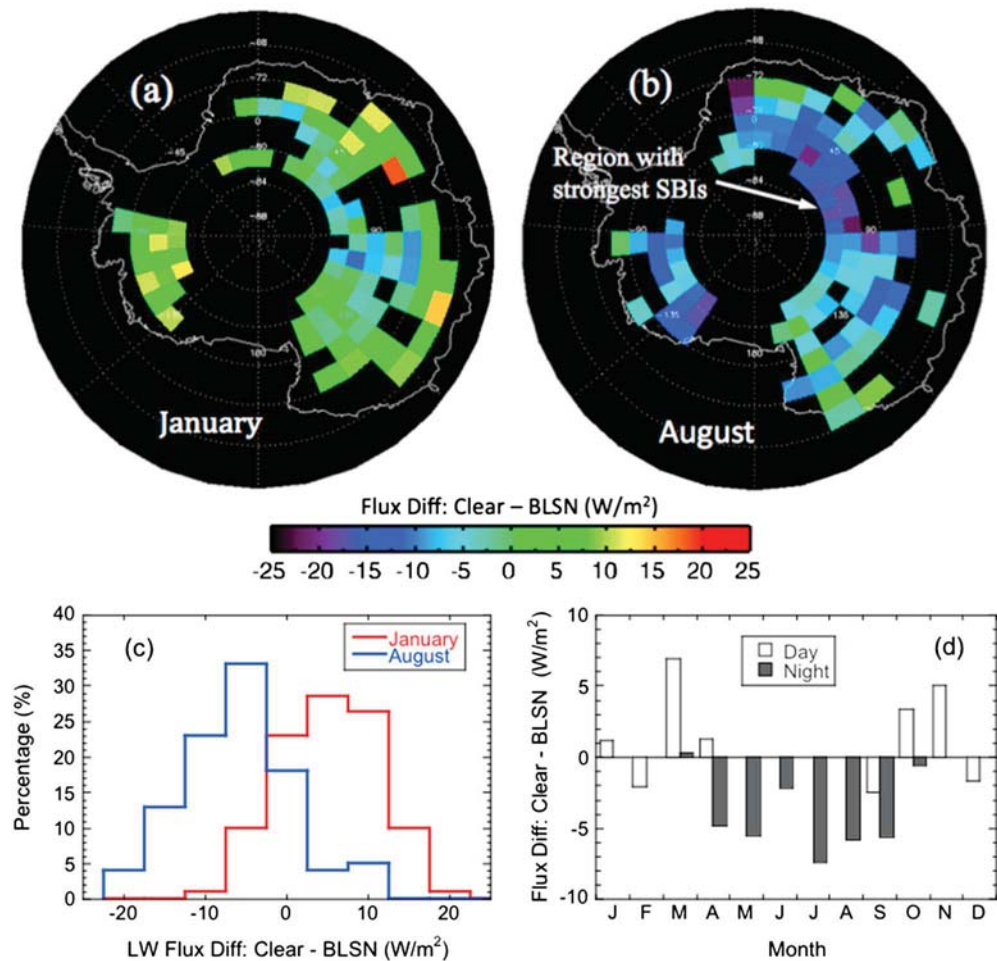 (a)
January
(b)
Region with
strongest SBIs
August
Flux Diff: Clear – BLSN (W/m²)
-25 -20 -15 -10 -5 0 5 10 15 20 25
(c)
January
August
Percentage (%)
40
35
30
25
20
15
10
5
0
-20 -10 0 10 20
LW Flux Diff: Clear - BLSN (W/m²)
(d)
Day
Night
Flux Diff: Clear - BLSN (W/m²)
10
5
0
-5
-10
J F M A M J J A S O N D
Month